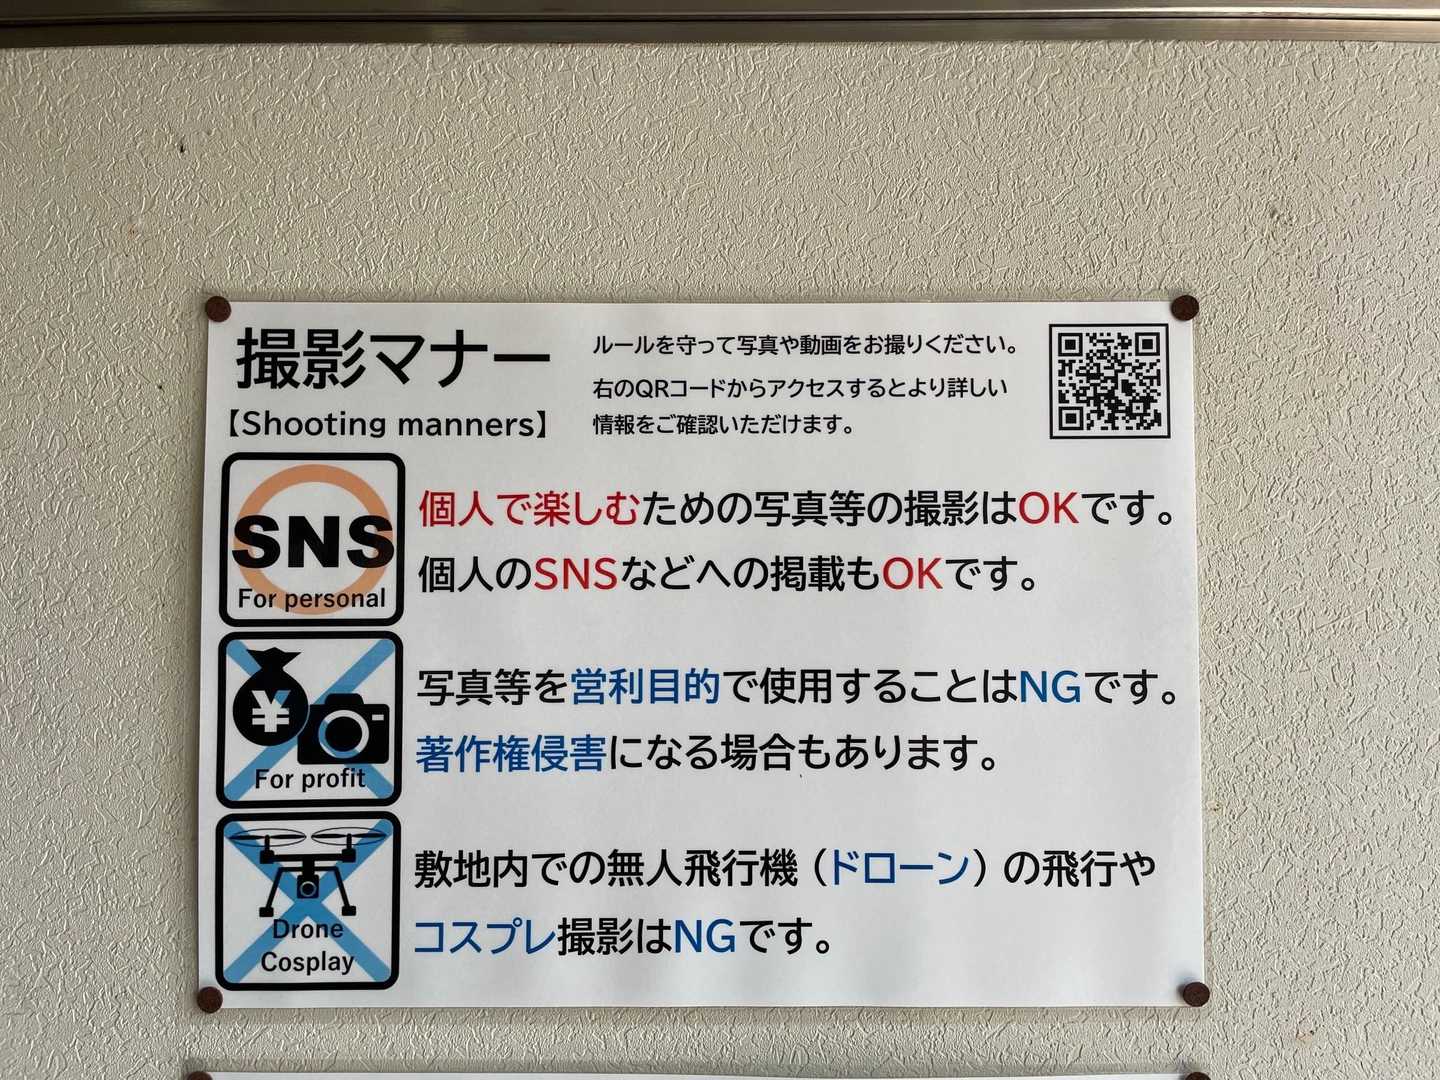 撮影マナー
【Shooting manners】
ルールを守って写真や動画をお撮りください。
右のQRコードからアクセスするとより詳しい
情報をご確認いただけます。
SNS
For personal
個人で楽しむための写真等の撮影はOKです。
個人のSNSなどへの掲載もOKです。
¥
For profit
写真等を営利目的で使用することはNGです。
著作権侵害になる場合もあります。
Drone
Cosplay
敷地内での無人飛行機（ドローン）の飛行や
コスプレ撮影はNGです。